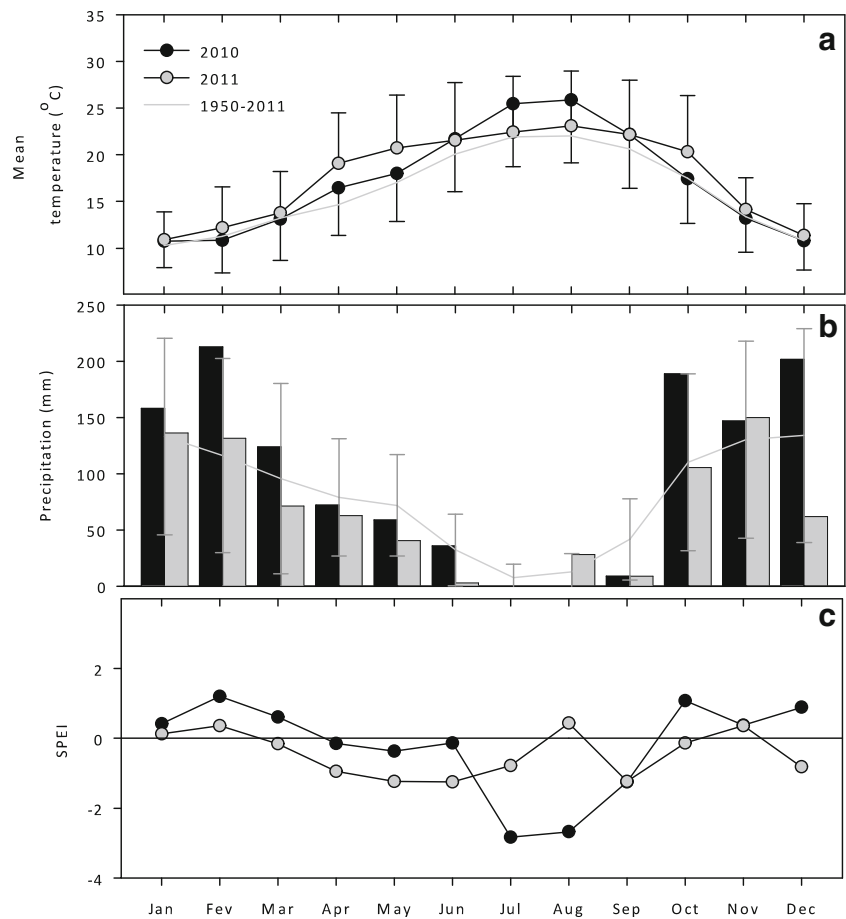 a
35
30
25
20
15
10
Mean
temperature (°C)
2010
2011
1950-2011
b
250
200
150
100
50
0
Precipitation (mm)
c
2
0
-2
-4
SPEI
Jan Fev Mar Apr May Jun Jul Aug Sep Oct Nov Dec